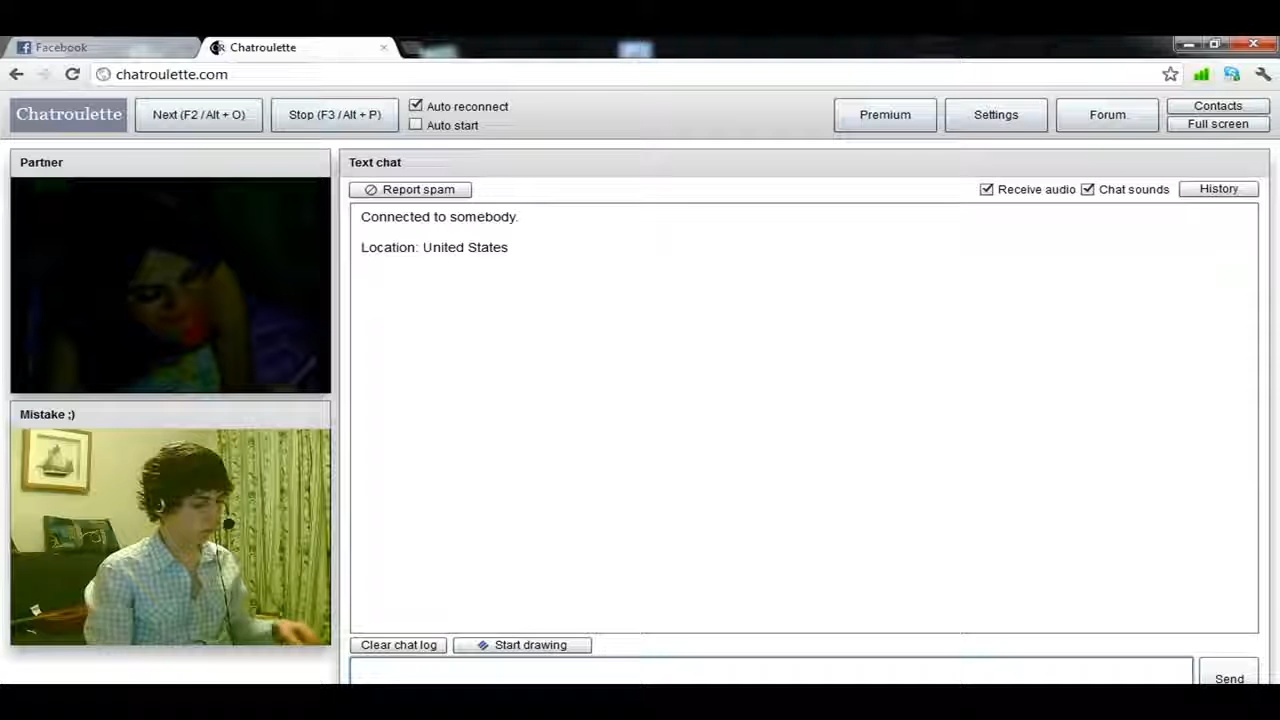 Facebook
Chatroulette
chatroulette.com
Chatroulette
Next (F2 / Alt + O)
Stop (F3 / Alt + P)
Auto reconnect
Auto start
Premium
Settings
Forum
Contacts
Full screen
Partner
Text chat
Report spam
Receive audio
Chat sounds
History
Connected to somebody.
Location: United States
Mistake ;)
Clear chat log
Start drawing
Send